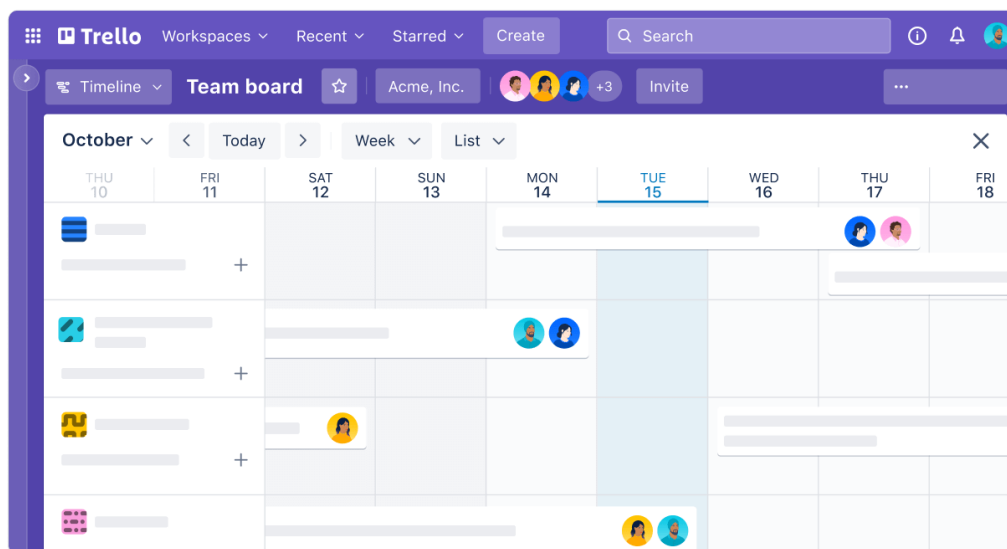 Trello Workspaces Recent Starred Create Search
Timeline Team board Acme, Inc. +3 Invite
October Today Week List
THU FRI SAT SUN MON TUE WED THU FRI
10 11 12 13 14 15 16 17 18